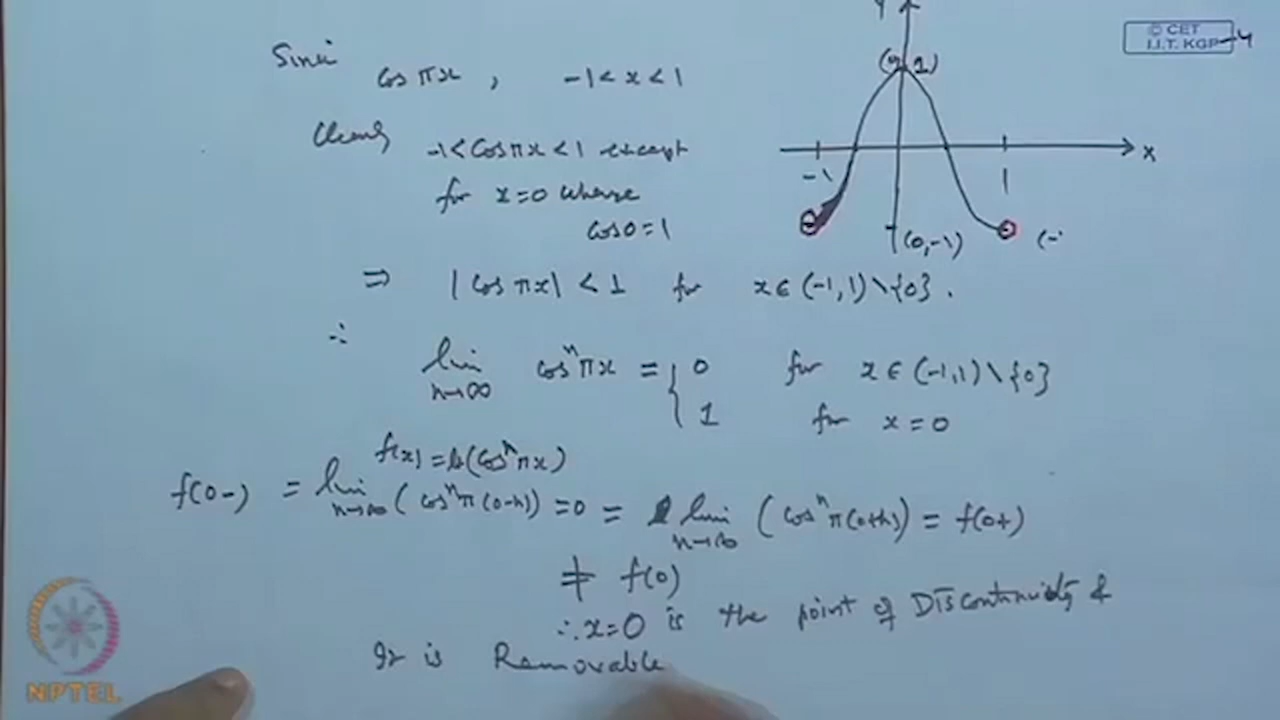 Y
© CET
I.I.T. KGP
4
Since cos πx , -1 < x < 1
(0, 1)
Clearly -1 < cos πx < 1 except
x
-1
1
for x=0 where
cos 0 = 1
(0, -1)
(-
⇒ |cos πx| < 1 for x ∈ (-1, 1) \ {0} .
∴
lim n→∞ cosⁿ πx = { 0 for x ∈ (-1, 1) \ {0}
1 for x = 0
f(x) = lt (cosⁿ πx)
f(0-) = lim n→∞ (cosⁿ π(0-h)) = 0 = lim n→∞ (cosⁿ π(0+h)) = f(0+)
≠ f(0)
∴ x=0 is the point of Discontinuity &
It is Removable
NPTEL